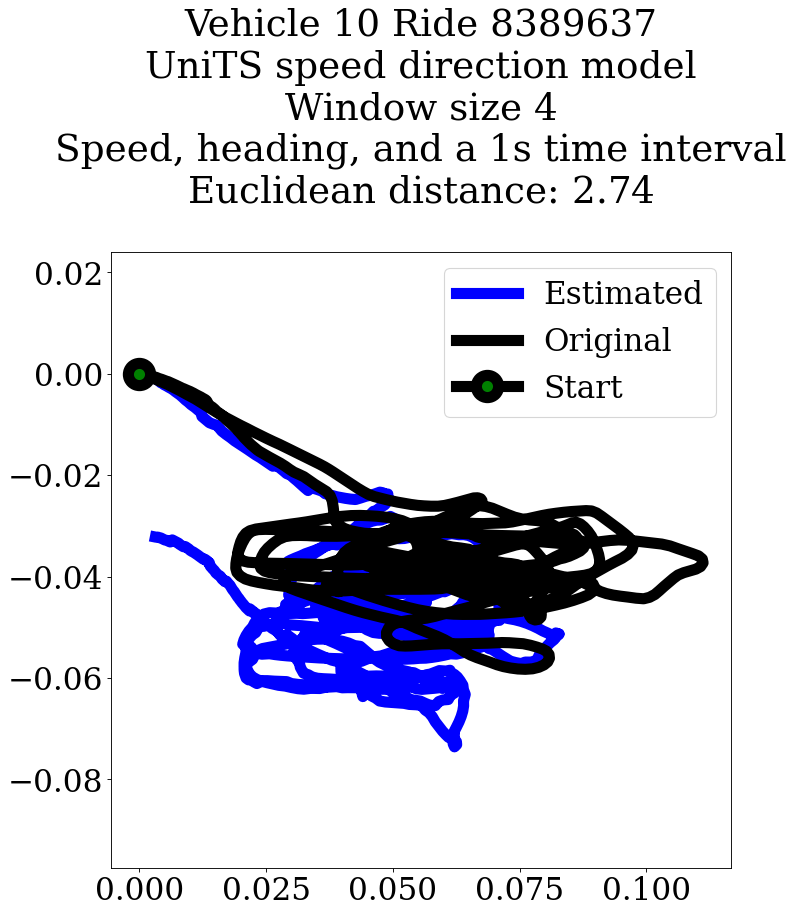 Vehicle 10 Ride 8389637
UniTS speed direction model
Window size 4
Speed, heading, and a 1s time interval
Euclidean distance: 2.74
Estimated
Original
Start
0.02
0.00
−0.02
−0.04
−0.06
−0.08
0.000 0.025 0.050 0.075 0.100